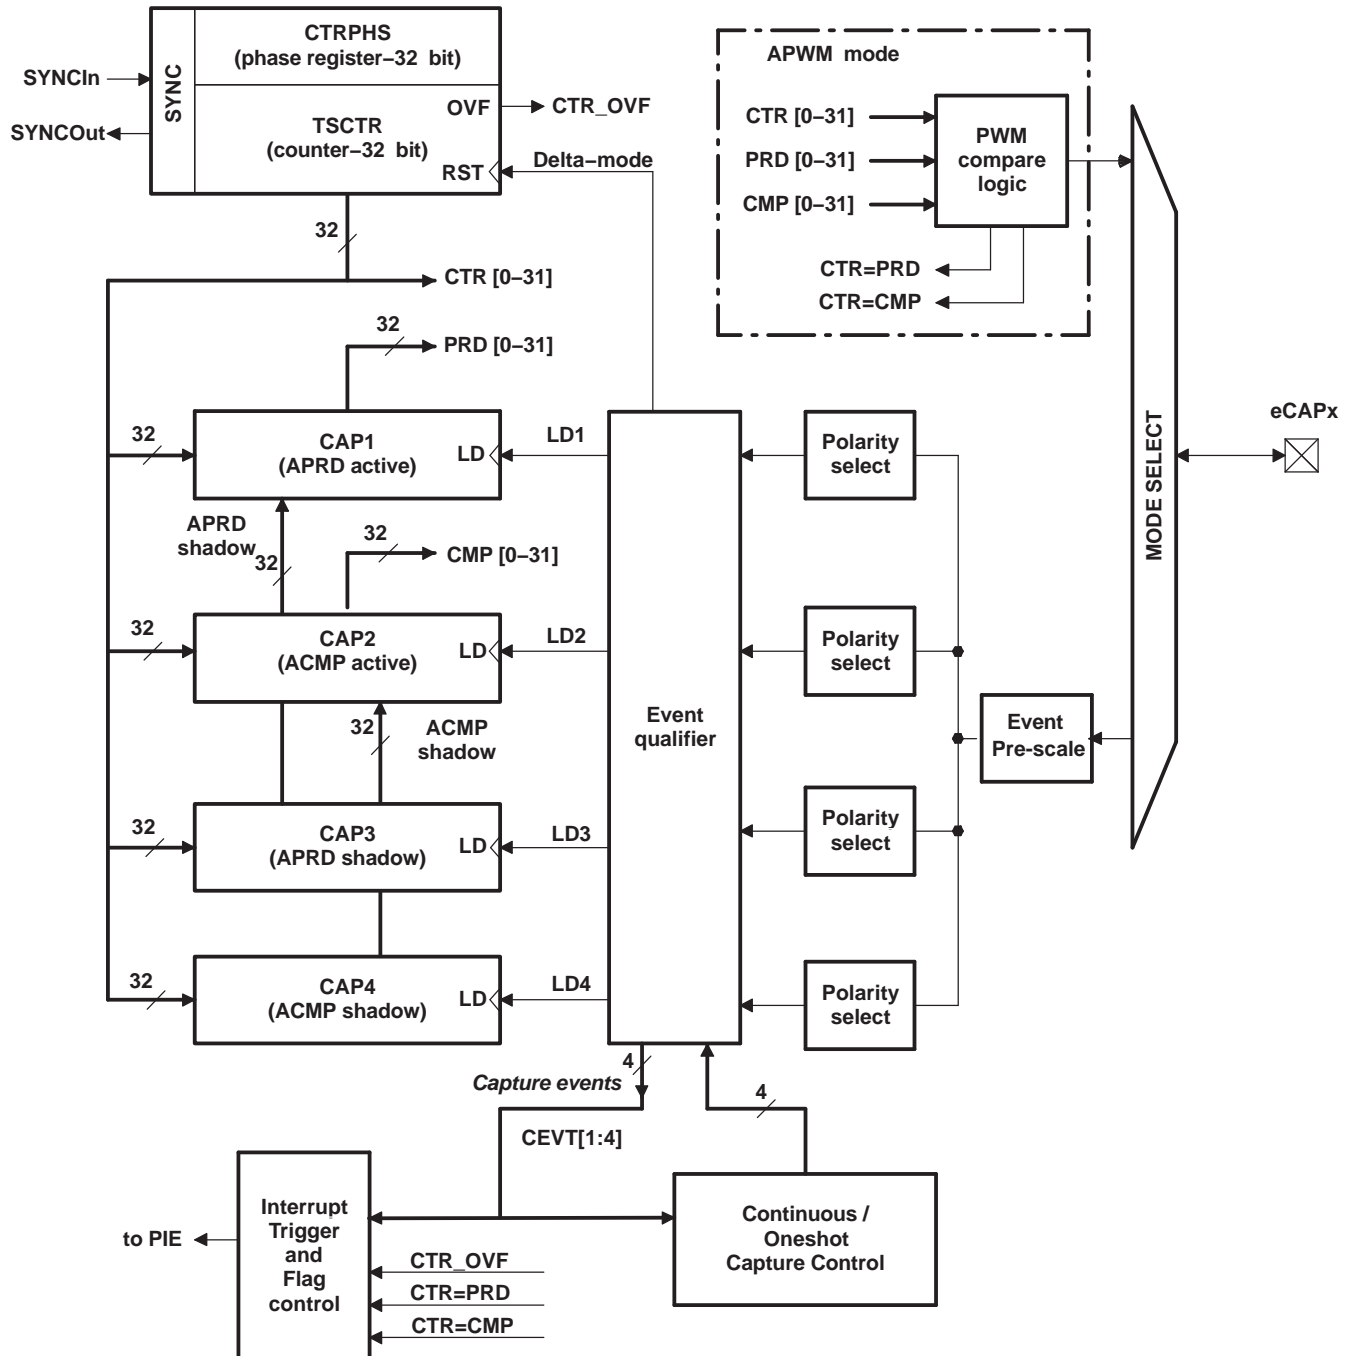 CTRPHS
(phase register−32 bit)
SYNCIn
SYNC
SYNCOut
OVF
CTR_OVF
TSCTR
(counter−32 bit)
RST
Delta−mode
32
CTR [0−31]
32
PRD [0−31]
APWM mode
CTR [0−31]
PRD [0−31]
CMP [0−31]
PWM
compare
logic
CTR=PRD
CTR=CMP
MODE SELECT
eCAPx
32
CAP1
(APRD active)
LD
LD1
Polarity
select
APRD
shadow
32
32
CMP [0−31]
32
CAP2
(ACMP active)
LD
LD2
Polarity
select
32
ACMP
shadow
Event
qualifier
Event
Pre-scale
32
CAP3
(APRD shadow)
LD
LD3
Polarity
select
32
CAP4
(ACMP shadow)
LD
LD4
Polarity
select
4
Capture events
4
CEVT[1:4]
to PIE
Interrupt
Trigger
and
Flag
control
CTR_OVF
CTR=PRD
CTR=CMP
Continuous /
Oneshot
Capture Control